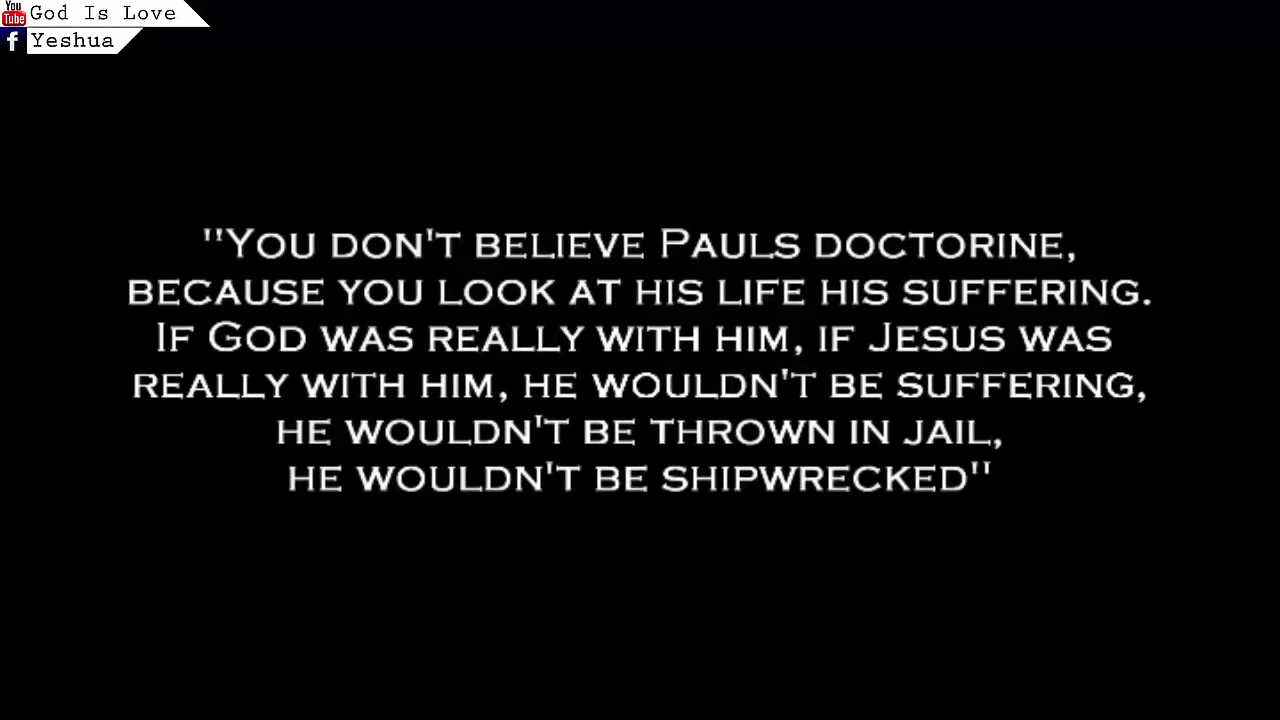 You Tube God Is Love
f Yeshua
"You don't believe Pauls doctorine,
because you look at his life his suffering.
If God was really with him, if Jesus was
really with him, he wouldn't be suffering,
he wouldn't be thrown in jail,
he wouldn't be shipwrecked"